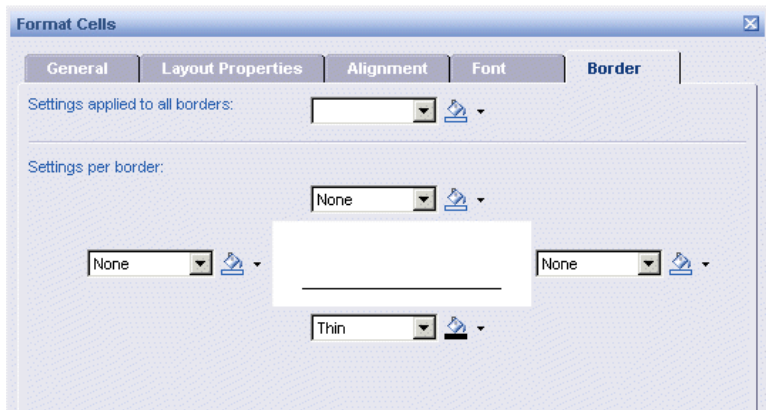 Format Cells
General Layout Properties Alignment Font Border
Settings applied to all borders:
Settings per border:
None
None None
Thin